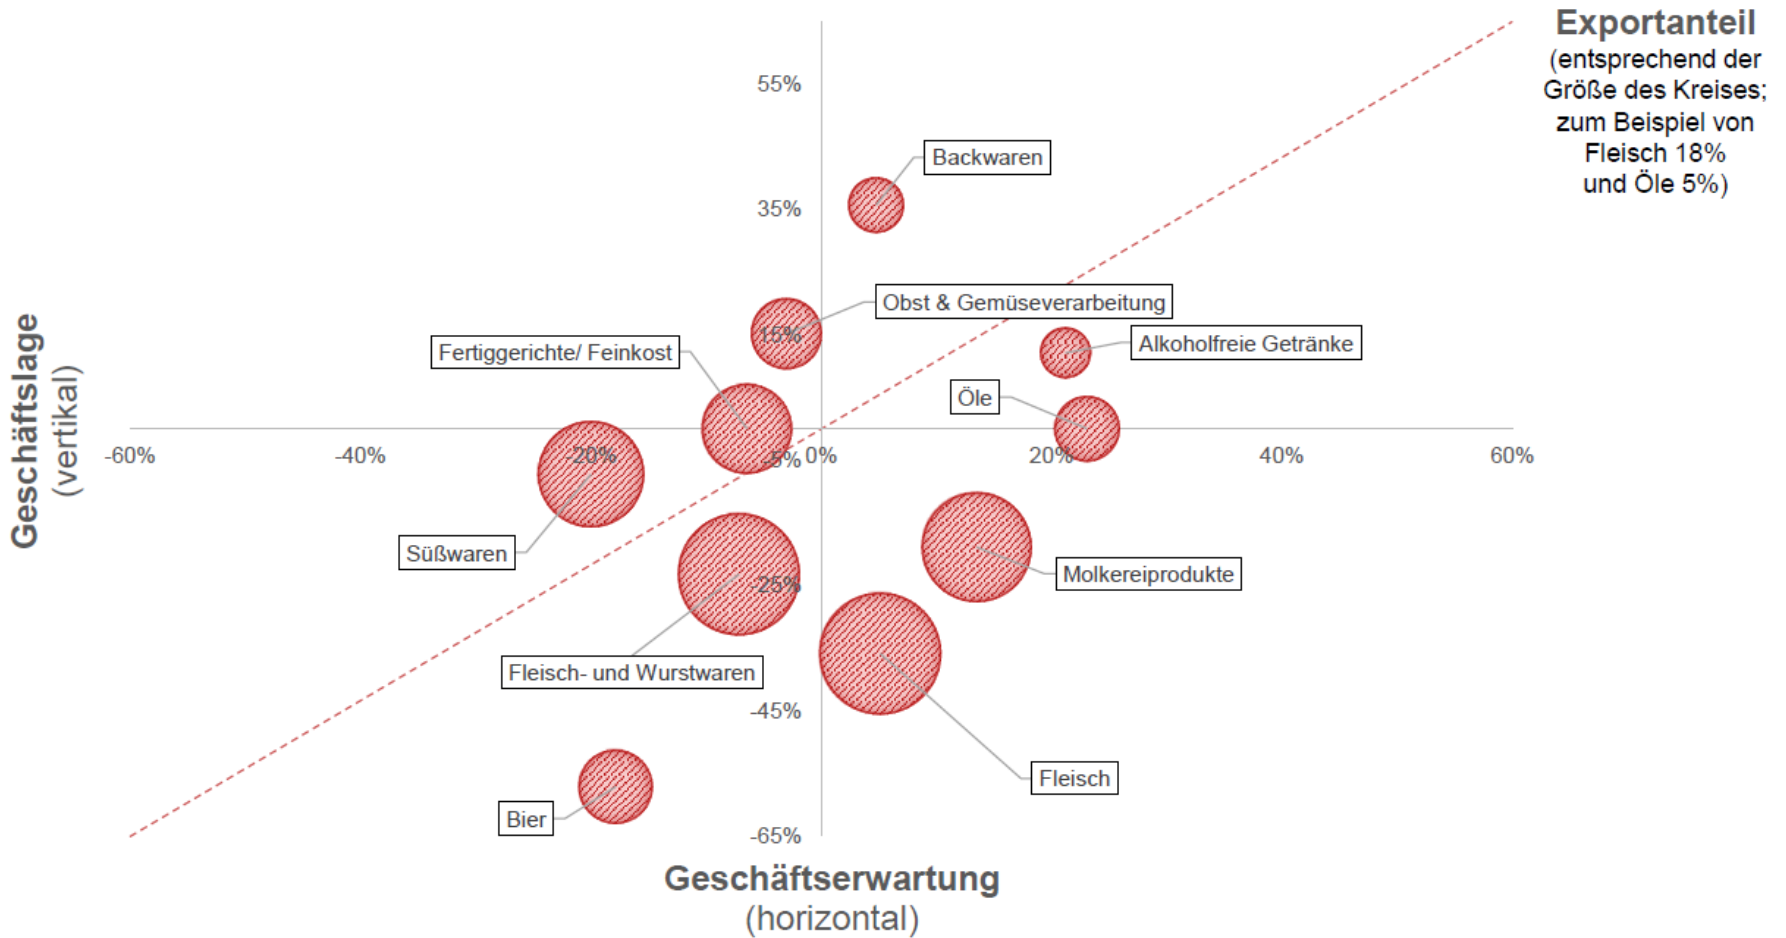 Exportanteil
(entsprechend der
Größe des Kreises;
zum Beispiel von
Fleisch 18%
und Öle 5%)
55%
Backwaren
35%
Obst & Gemüseverarbeitung
15%
Alkoholfreie Getränke
Fertiggerichte/ Feinkost
Öle
Geschäftslage
(vertikal)
-60%
-40%
-20%
-5%
0%
20%
40%
60%
Süßwaren
Molkereiprodukte
-25%
Fleisch- und Wurstwaren
-45%
Fleisch
Bier
-65%
Geschäftserwartung
(horizontal)